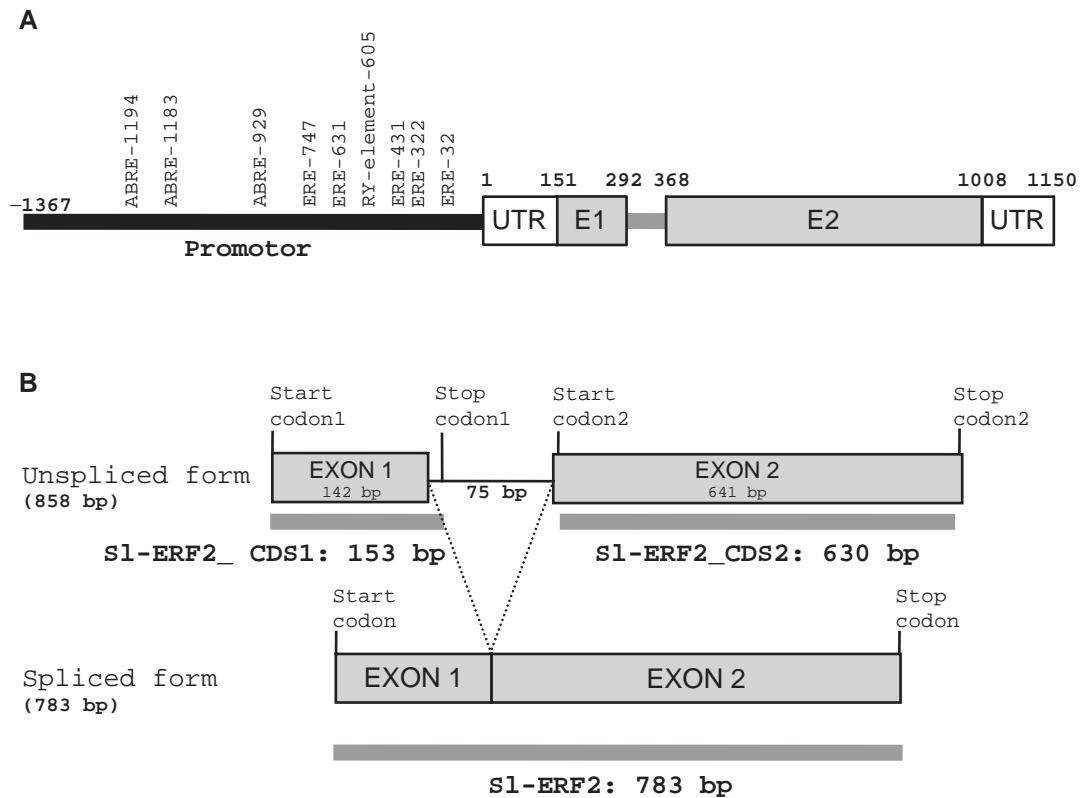 A
ABRE-1194
ABRE-1183
ABRE-929
ERE-747
ERE-631
RY-element-605
ERE-431
ERE-322
ERE-32
-1367
1 151 292 368 1008 1150
UTR E1 E2 UTR
Promotor
B
Start codon1
Stop codon1
Start codon2
Stop codon2
Unspliced form
(858 bp)
EXON 1
142 bp
75 bp
EXON 2
641 bp
Sl-ERF2_ CDS1: 153 bp
Sl-ERF2_CDS2: 630 bp
Start codon
Stop codon
Spliced form
(783 bp)
EXON 1
EXON 2
Sl-ERF2: 783 bp